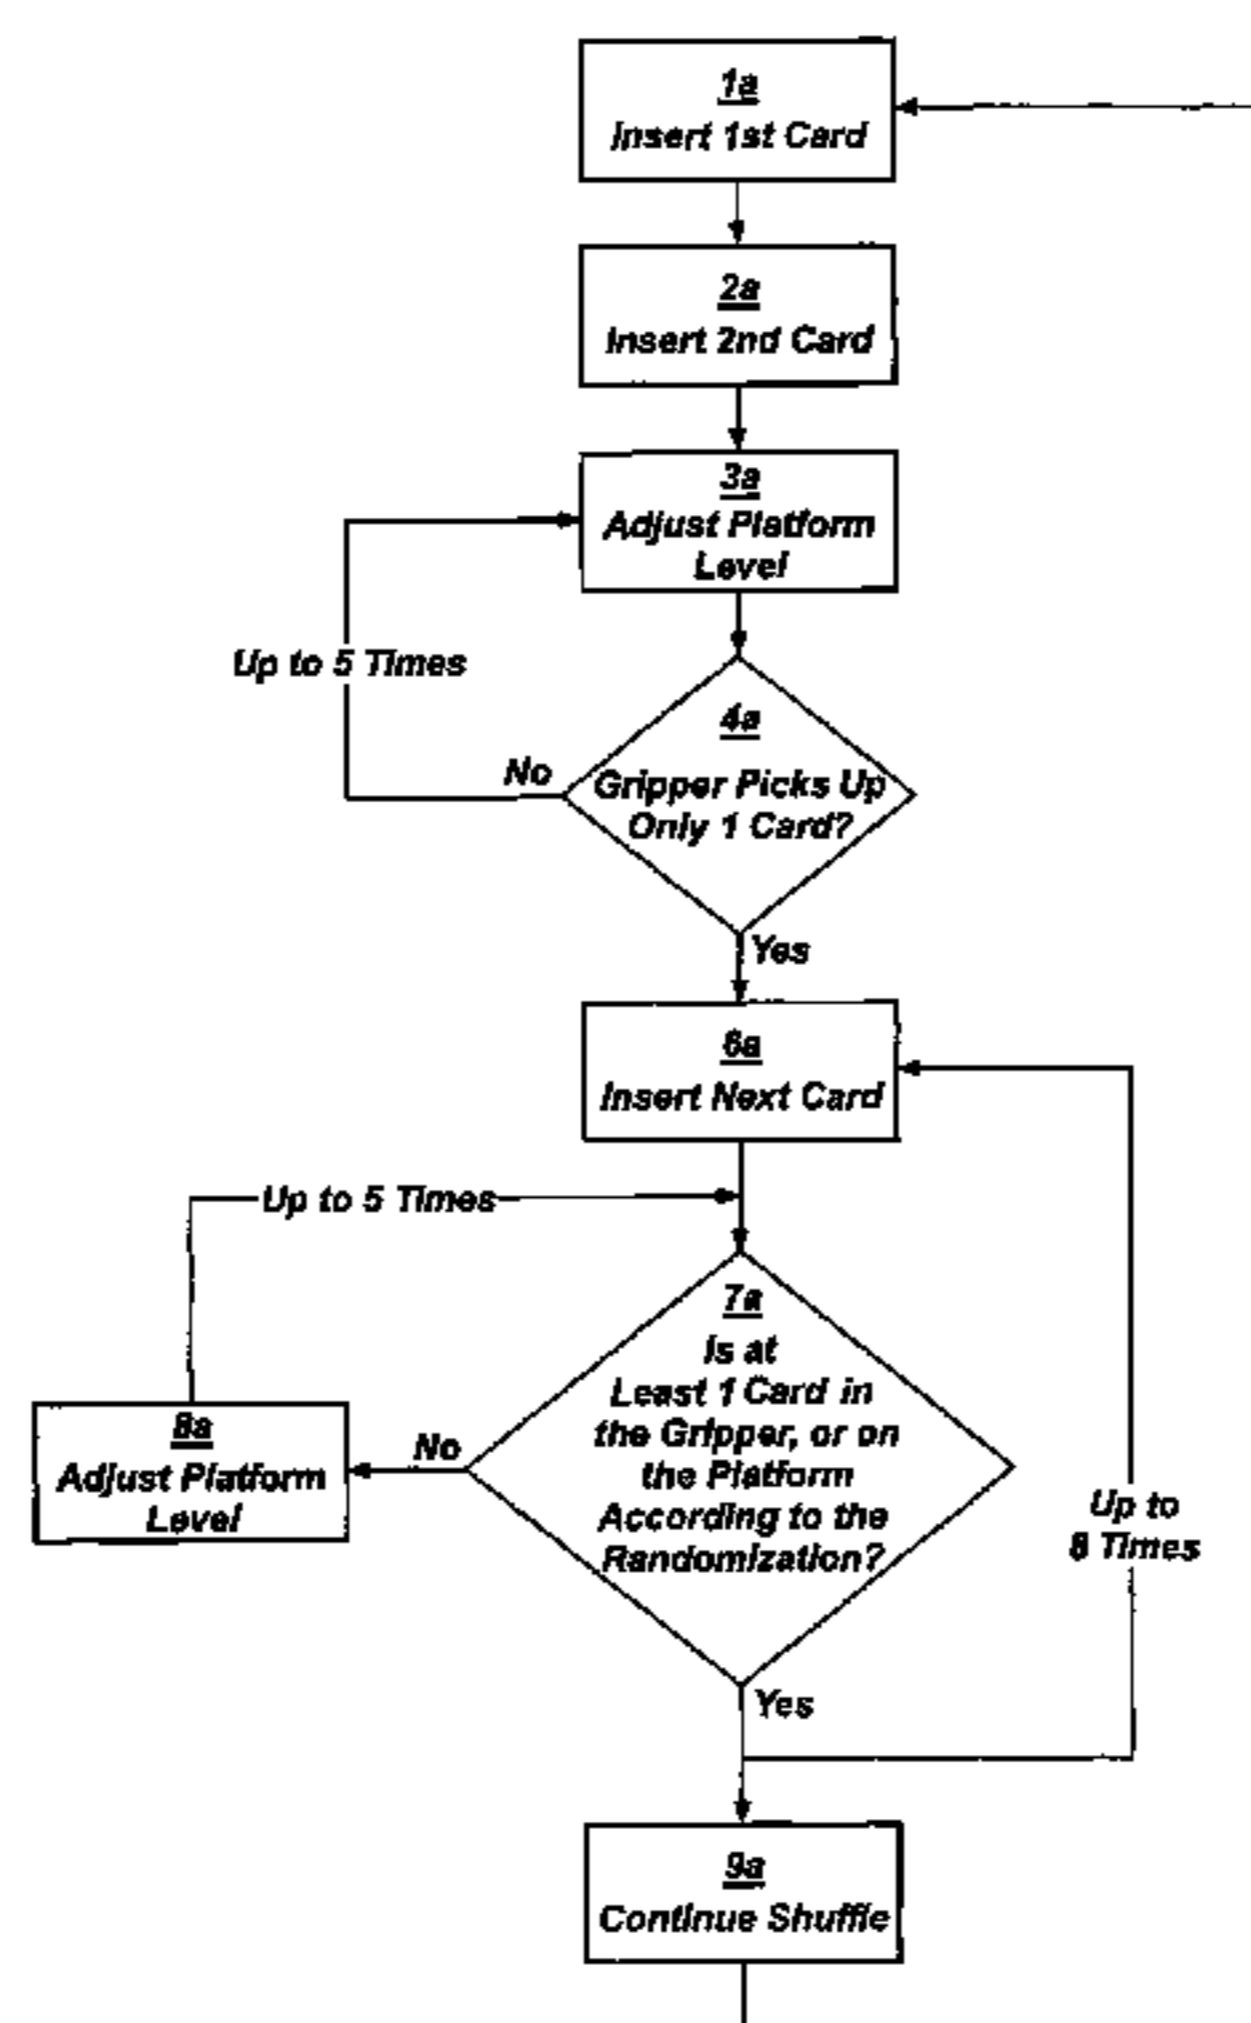 1a
Insert 1st Card
2a
Insert 2nd Card
3a
Adjust Platform
Level
Up to 5 Times
4a
No
Gripper Picks Up
Only 1 Card?
Yes
6a
Insert Next Card
Up to 5 Times
7a
Is at
Least 1 Card in
the Gripper, or on
the Platform
According to the
Randomization?
8a
Adjust Platform
Level
No
Up to
8 Times
Yes
9a
Continue Shuffle